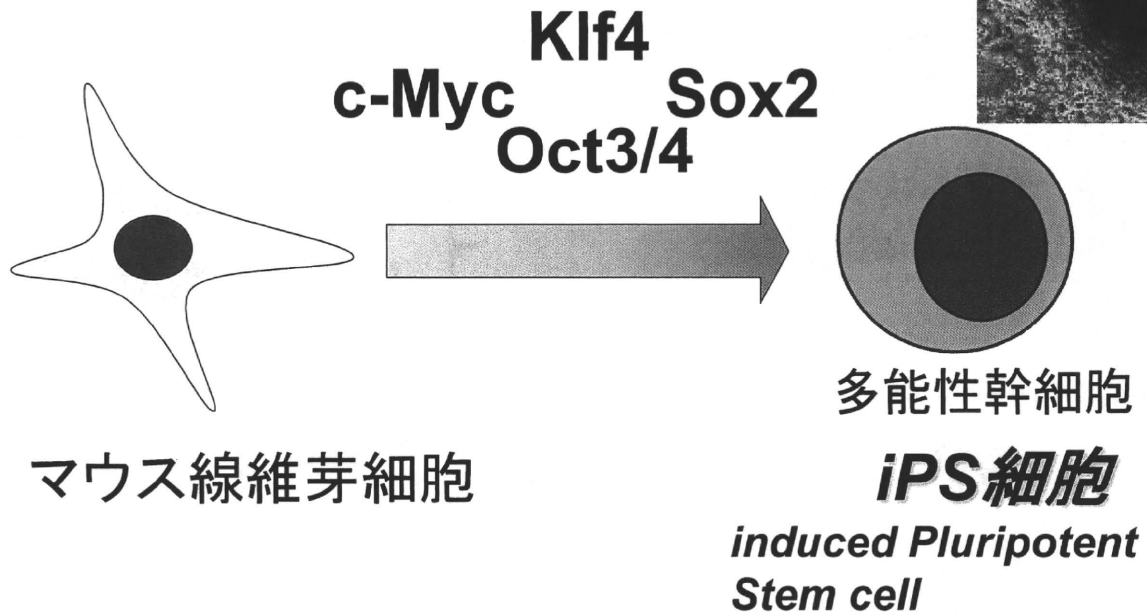 Klf4
c-Myc Sox2
Oct3/4
多能性幹細胞
マウス線維芽細胞
iPS細胞
induced Pluripotent
Stem cell